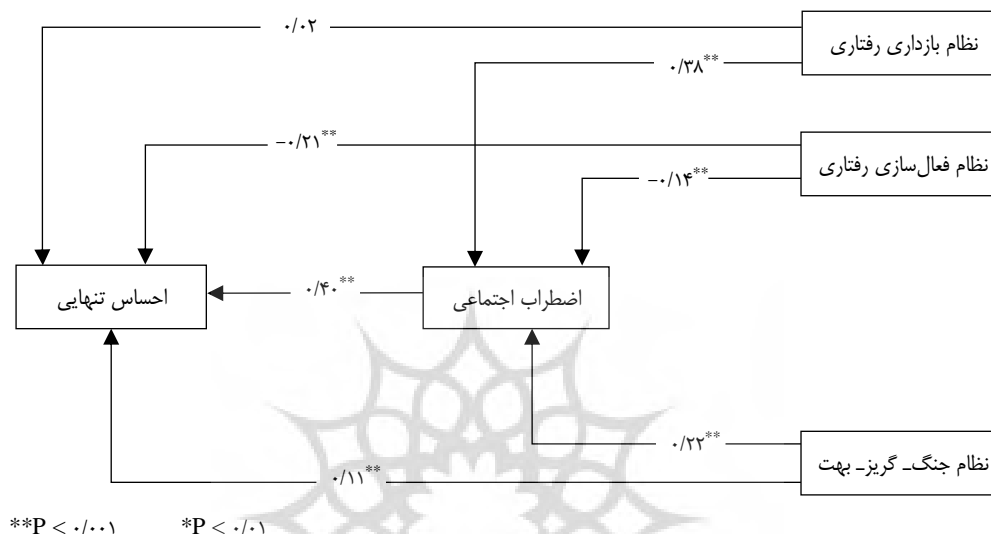 ۰/۰۲
نظام بازداری رفتاری
۰/۳۸**
−۰/۲۱**
نظام فعال‌سازی رفتاری
−۰/۱۴**
احساس تنهایی
۰/۴۰**
اضطراب اجتماعی
۰/۲۲**
نظام جنگ‌ـ گریز‌ـ بهت
۰/۱۱**
**P < ۰/۰۰۱ *P < ۰/۰۱